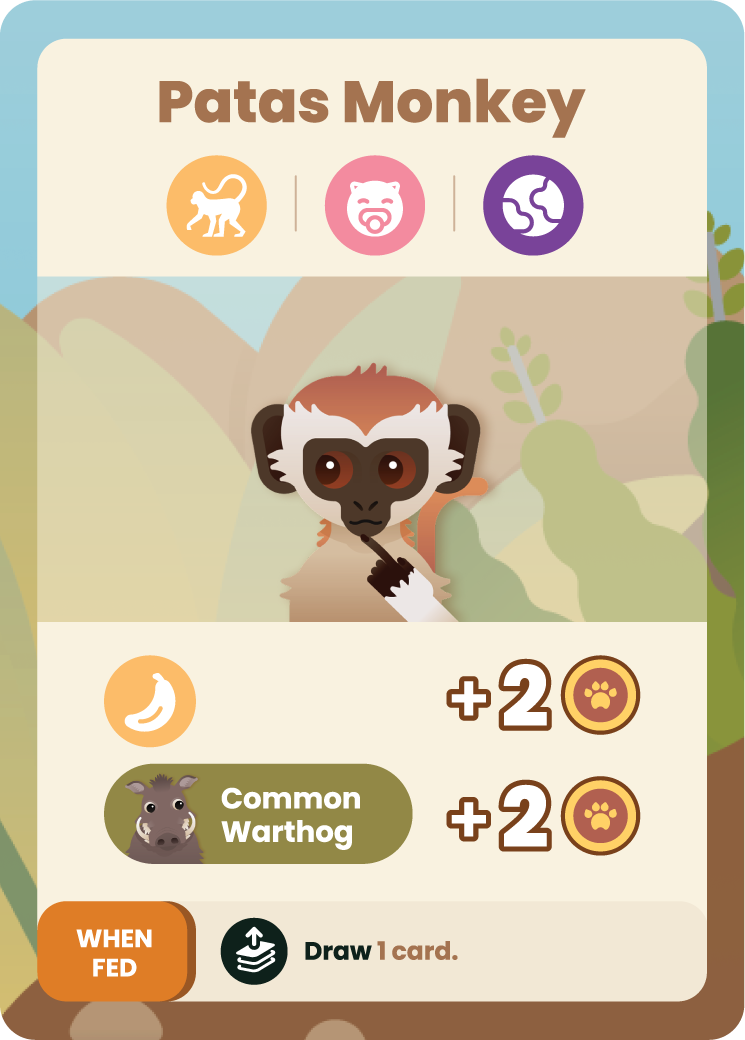 Patas Monkey
+2
Common
Warthog
+2
WHEN
FED
Draw 1 card.